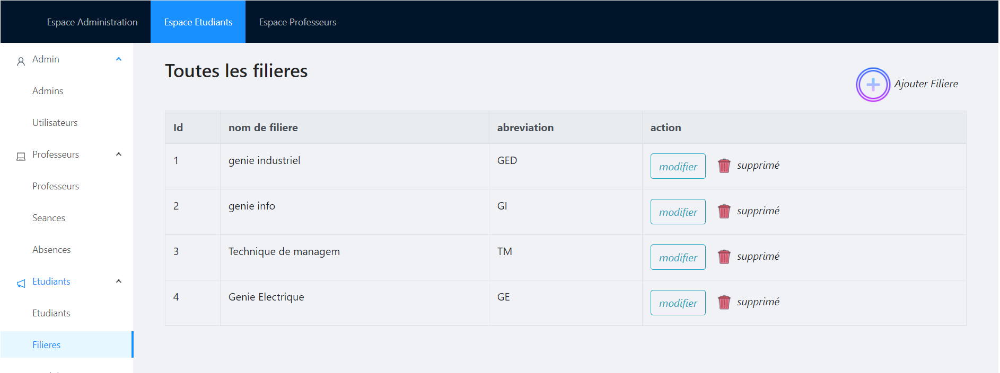 Espace Administration Espace Etudiants Espace Professeurs
Admin
Admins
Utilisateurs
Professeurs
Professeurs
Seances
Absences
Etudiants
Etudiants
Filieres
Toutes les filieres
Ajouter Filiere
Id nom de filiere abreviation action
1 genie industriel GED modifier supprimé
2 genie info GI modifier supprimé
3 Technique de managem TM modifier supprimé
4 Genie Electrique GE modifier supprimé